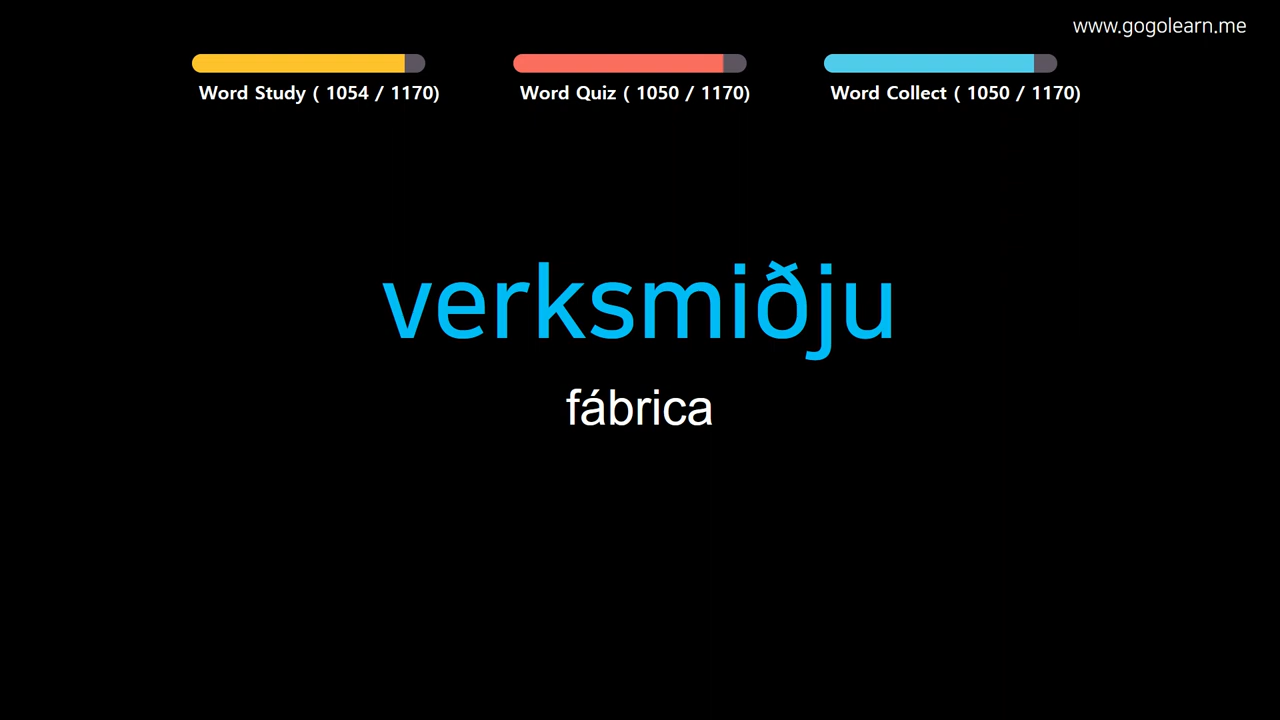 www.gogolearn.me
Word Study ( 1054 / 1170)
Word Quiz ( 1050 / 1170)
Word Collect ( 1050 / 1170)
verksmiðju
fábrica